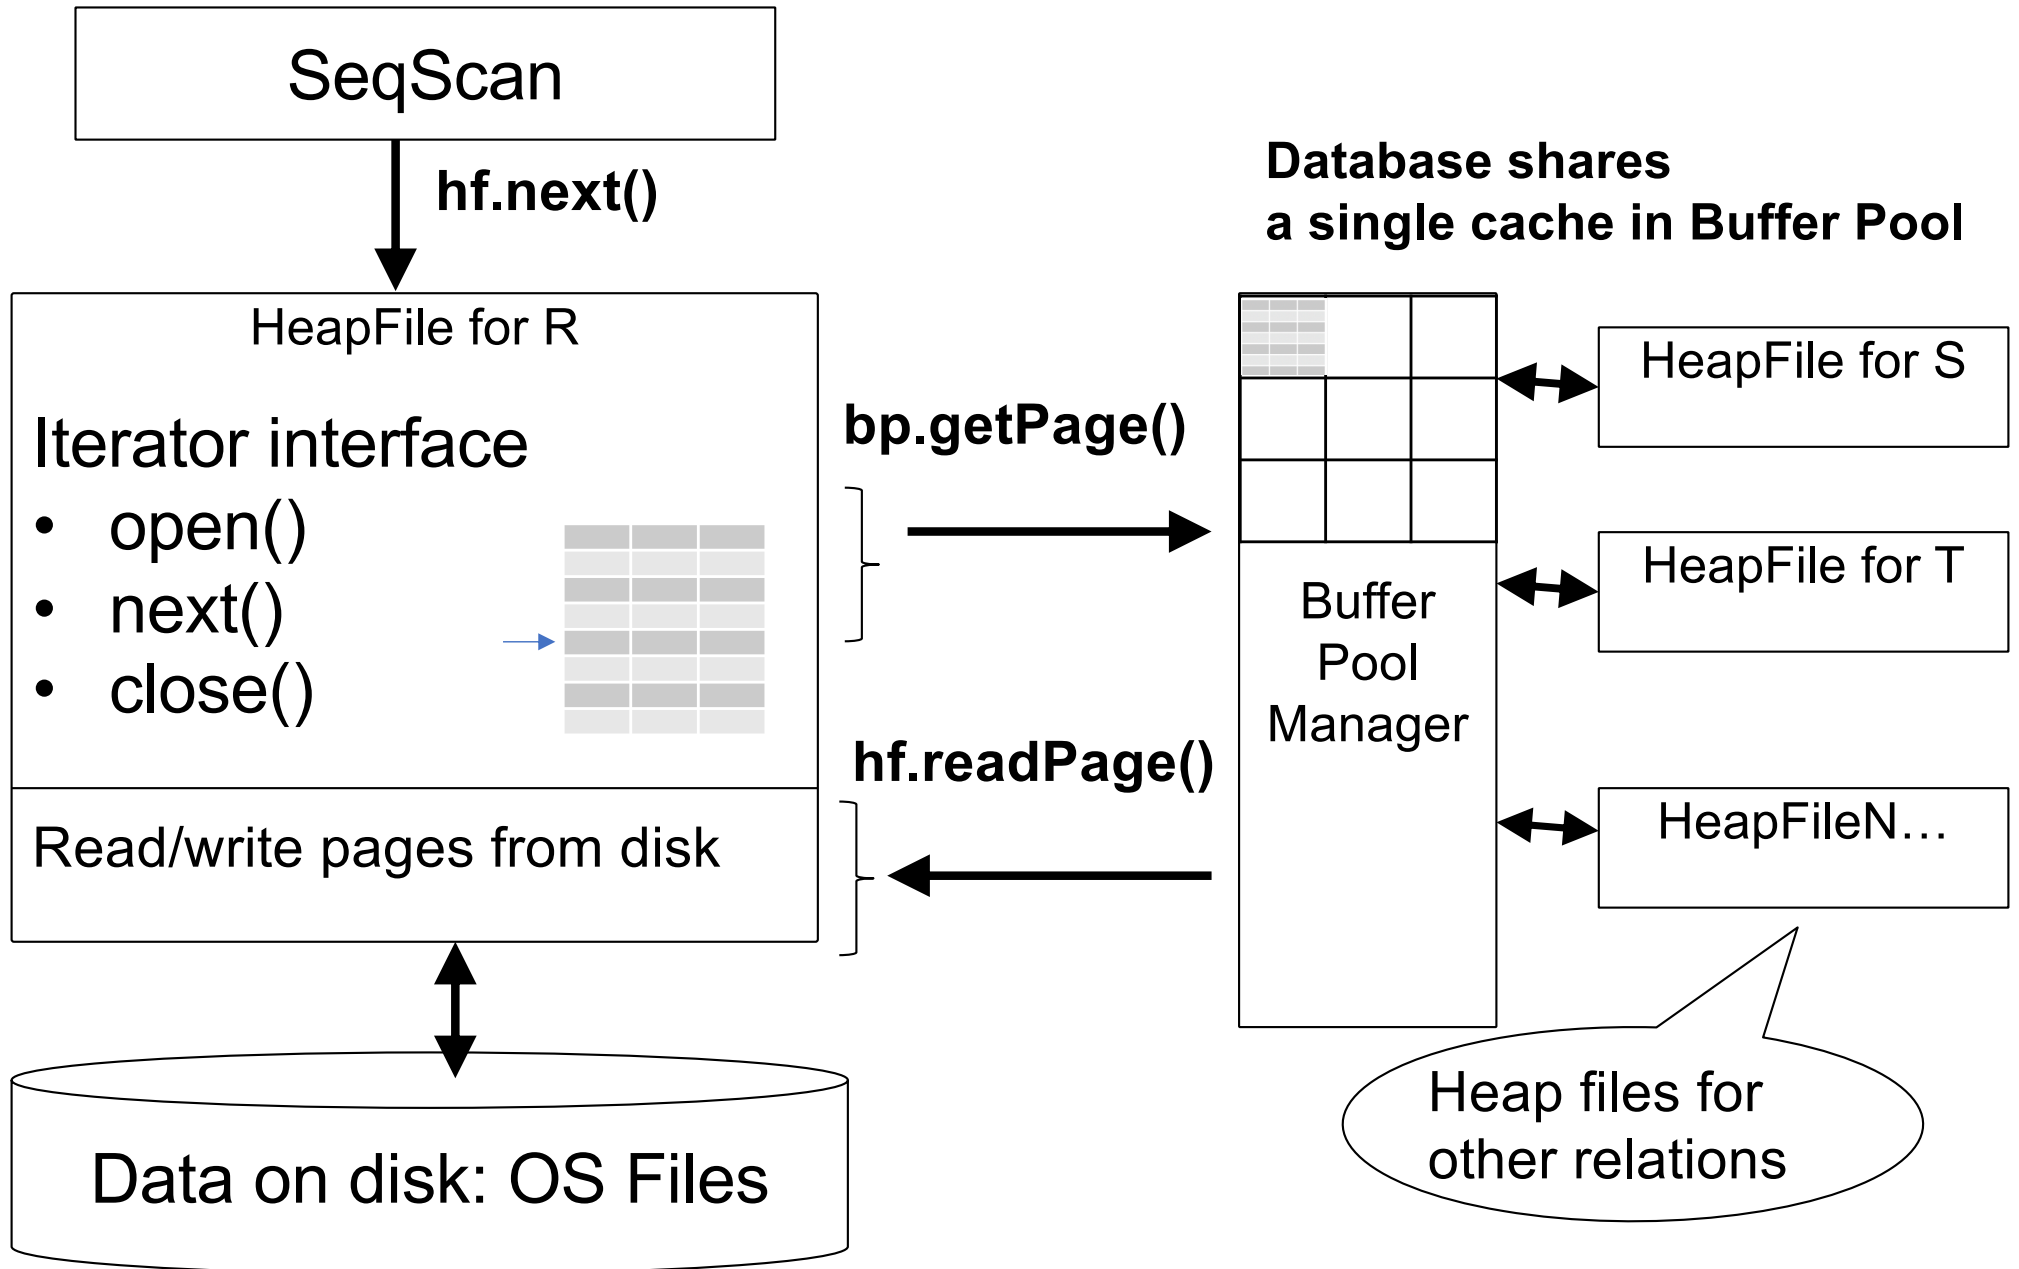 SeqScan
hf.next()
Database shares
a single cache in Buffer Pool
HeapFile for R
Iterator interface
• open()
• next()
• close()
Read/write pages from disk
bp.getPage()
hf.readPage()
Buffer
Pool
Manager
HeapFile for S
HeapFile for T
HeapFileN…
Heap files for
other relations
Data on disk: OS Files